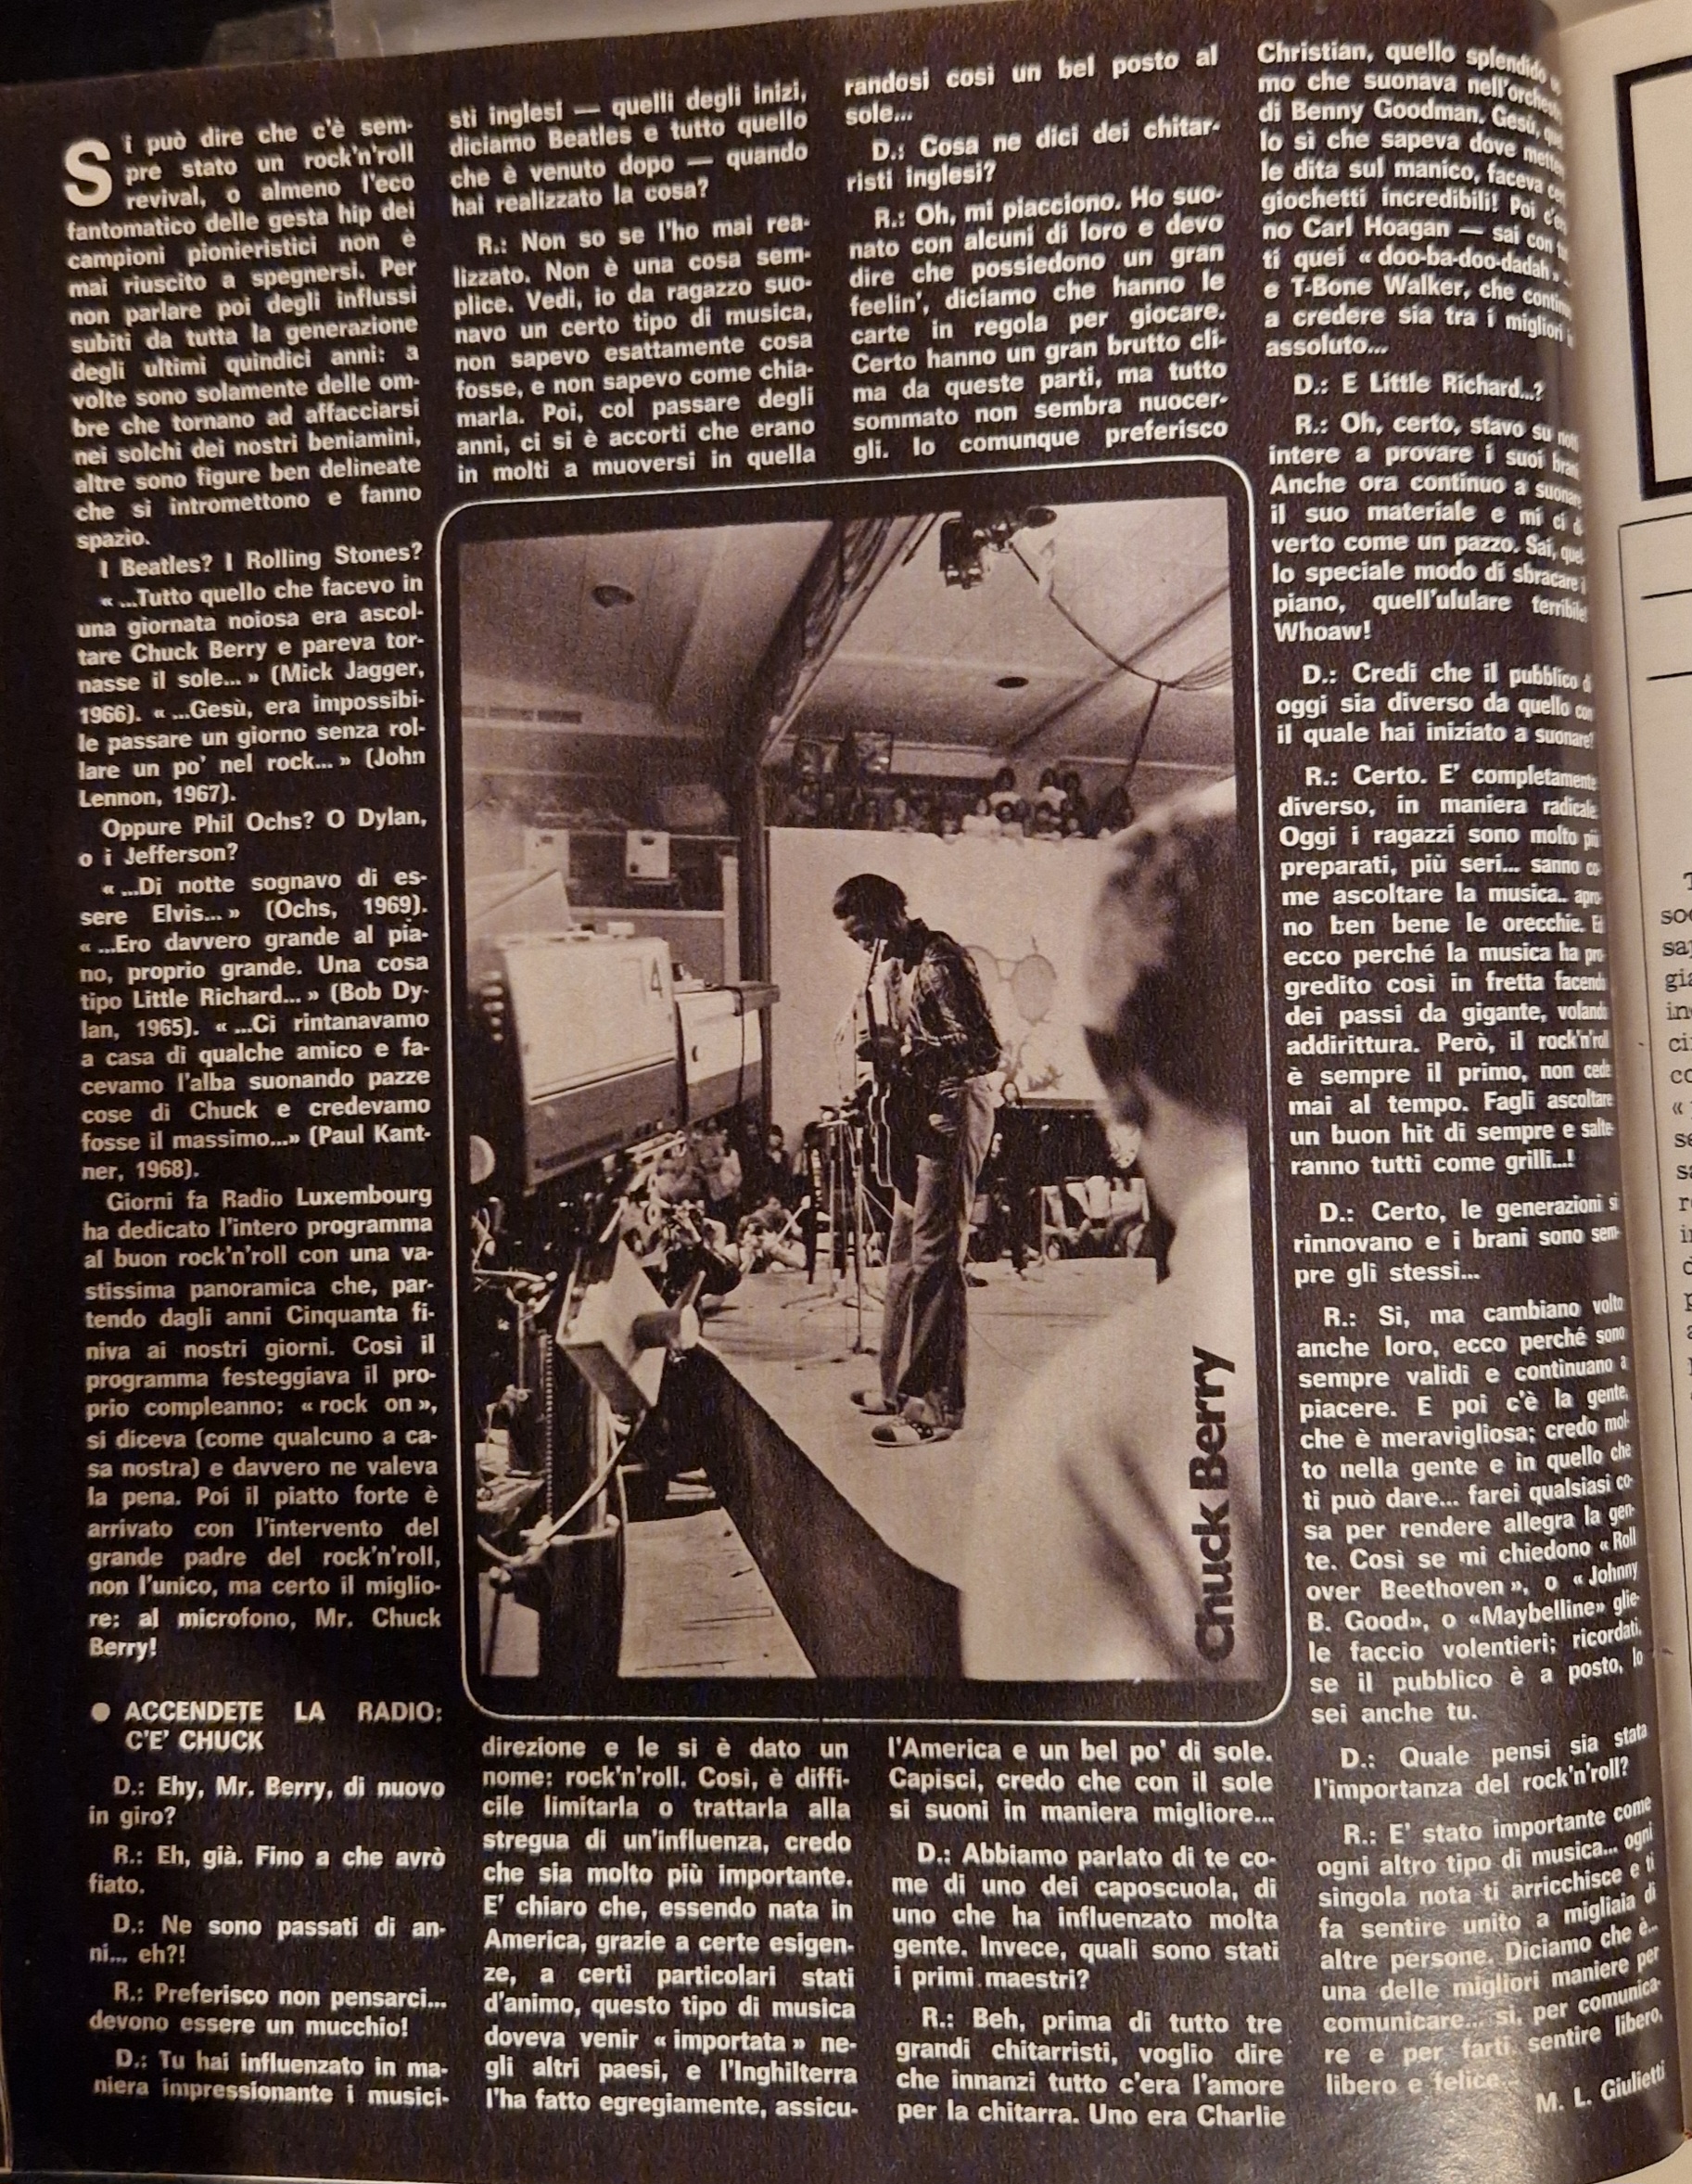 Si può dire che c'è sem-
pre stato un rock'n'roll
revival, o almeno l'eco
fantomatico delle gesta hip dei
campioni pionieristici non è
mai riuscito a spegnersi. Per
non parlare poi degli influssi
subiti da tutta la generazione
degli ultimi quindici anni: a
volte sono solamente delle om-
bre che tornano ad affacciarsi
nei solchi dei nostri beniamini,
altre sono figure ben delineate
che si intromettono e fanno
spazio.
I Beatles? I Rolling Stones?
« ...Tutto quello che facevo in
una giornata noiosa era ascol-
tare Chuck Berry e pareva tor-
nasse il sole... » (Mick Jagger,
1966). « ...Gesù, era impossibi-
le passare un giorno senza rol-
lare un po' nel rock... » (John
Lennon, 1967).
Oppure Phil Ochs? O Dylan,
o i Jefferson?
« ...Di notte sognavo di es-
sere Elvis... » (Ochs, 1969).
« ...Ero davvero grande al pia-
no, proprio grande. Una cosa
tipo Little Richard... » (Bob Dy-
lan, 1965). « ...Ci rintanavamo
a casa di qualche amico e fa-
cevamo l'alba suonando pazze
cose di Chuck e credevamo
fosse il massimo...» (Paul Kant-
ner, 1968).
Giorni fa Radio Luxembourg
ha dedicato l'intero programma
al buon rock'n'roll con una va-
stissima panoramica che, par-
tendo dagli anni Cinquanta fi-
niva ai nostri giorni. Così il
programma festeggiava il pro-
prio compleanno: « rock on »,
si diceva (come qualcuno a ca-
sa nostra) e davvero ne valeva
la pena. Poi il piatto forte è
arrivato con l'intervento del
grande padre del rock'n'roll,
non l'unico, ma certo il miglio-
re: al microfono, Mr. Chuck
Berry!
● ACCENDETE LA RADIO:
C'E' CHUCK
D.: Ehy, Mr. Berry, di nuovo
in giro?
R.: Eh, già. Fino a che avrò
fiato.
D.: Ne sono passati di an-
ni... eh?!
R.: Preferisco non pensarci...
devono essere un mucchio!
D.: Tu hai influenzato in ma-
niera impressionante i musici-
sti inglesi — quelli degli inizi,
diciamo Beatles e tutto quello
che è venuto dopo — quando
hai realizzato la cosa?
R.: Non so se l'ho mai rea-
lizzato. Non è una cosa sem-
plice. Vedi, io da ragazzo suo-
navo un certo tipo di musica,
non sapevo esattamente cosa
fosse, e non sapevo come chia-
marla. Poi, col passare degli
anni, ci si è accorti che erano
in molti a muoversi in quella
direzione e le si è dato un
nome: rock'n'roll. Così, è diffi-
cile limitarla o trattarla alla
stregua di un'influenza, credo
che sia molto più importante.
E' chiaro che, essendo nata in
America, grazie a certe esigen-
ze, a certi particolari stati
d'animo, questo tipo di musica
doveva venir « importata » ne-
gli altri paesi, e l'Inghilterra
l'ha fatto egregiamente, assicu-
randosi così un bel posto al
sole...
D.: Cosa ne dici dei chitar-
risti inglesi?
R.: Oh, mi piacciono. Ho suo-
nato con alcuni di loro e devo
dire che possiedono un gran
feelin', diciamo che hanno le
carte in regola per giocare.
Certo hanno un gran brutto cli-
ma da queste parti, ma tutto
sommato non sembra nuocer-
gli. Io comunque preferisco
4
Chuck Berry
l'America e un bel po' di sole.
Capisci, credo che con il sole
si suoni in maniera migliore...
D.: Abbiamo parlato di te co-
me di uno dei caposcuola, di
uno che ha influenzato molta
gente. Invece, quali sono stati
i primi maestri?
R.: Beh, prima di tutto tre
grandi chitarristi, voglio dire
che innanzi tutto c'era l'amore
per la chitarra. Uno era Charlie
Christian, quello splendido
mo che suonava nell'orchest
di Benny Goodman. Gesù, quel
lo sì che sapeva dove metter
le dita sul manico, faceva cer
giochetti incredibili! Poi c'er
no Carl Hoagan — sai con tut
ti quei « doo-ba-doo-dadah » ...
e T-Bone Walker, che continu
a credere sia tra i migliori in
assoluto...
D.: E Little Richard...?
R.: Oh, certo, stavo su notti
intere a provare i suoi brani.
Anche ora continuo a suonare
il suo materiale e mi ci di
verto come un pazzo. Sai, quel-
lo speciale modo di sbracare il
piano, quell'ululare terribile!
Whoaw!
D.: Credi che il pubblico di
oggi sia diverso da quello con
il quale hai iniziato a suonare?
R.: Certo. E' completamente
diverso, in maniera radicale.
Oggi i ragazzi sono molto più
preparati, più seri... sanno co-
me ascoltare la musica.. apro-
no ben bene le orecchie. Ed
ecco perché la musica ha pro-
gredito così in fretta facendo
dei passi da gigante, volando
addirittura. Però, il rock'n'roll
è sempre il primo, non cede
mai al tempo. Fagli ascoltare
un buon hit di sempre e salte-
ranno tutti come grilli...!
D.: Certo, le generazioni si
rinnovano e i brani sono sem-
pre gli stessi...
R.: Sì, ma cambiano volto
anche loro, ecco perché sono
sempre validi e continuano a
piacere. E poi c'è la gente,
che è meravigliosa; credo mol-
to nella gente e in quello che
ti può dare... farei qualsiasi co-
sa per rendere allegra la gen-
te. Così se mi chiedono « Roll
over Beethoven », o « Johnny
B. Good», o «Maybelline» glie-
le faccio volentieri; ricordati,
se il pubblico è a posto, lo
sei anche tu.
D.: Quale pensi sia stata
l'importanza del rock'n'roll?
R.: E' stato importante come
ogni altro tipo di musica... ogni
singola nota ti arricchisce e ti
fa sentire unito a migliaia di
altre persone. Diciamo che è...
una delle migliori maniere per
comunicare... sì, per comunica-
re e per farti sentire libero,
libero e felice...
M. L. Giulietti